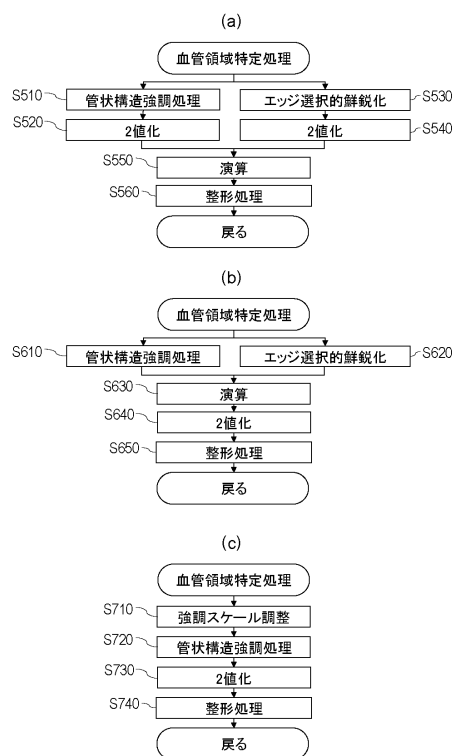 (a)
血管領域特定処理
S510 管状構造強調処理 エッジ選択的鮮鋭化 S530
S520 2値化 2値化 S540
S550 演算
S560 整形処理
戻る
(b)
血管領域特定処理
S610 管状構造強調処理 エッジ選択的鮮鋭化 S620
S630 演算
S640 2値化
S650 整形処理
戻る
(c)
血管領域特定処理
S710 強調スケール調整
S720 管状構造強調処理
S730 2値化
S740 整形処理
戻る